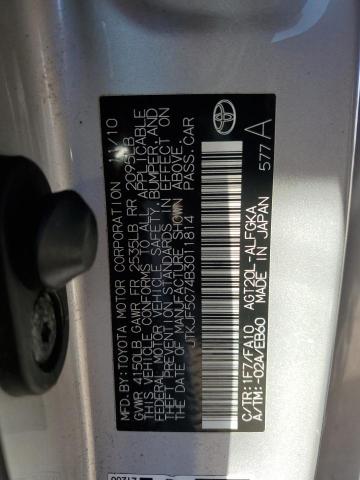 MFD.BY:TOYOTA MOTOR CORPORATION 11/10
GVWR 4150LB GAWR FR 2535LB RR 2095LB
THIS VEHICLE CONFORMS TO ALL APPLICABLE
FEDERAL MOTOR VEHICLE SAFETY, BUMPER, AND
THEFT PREVENTION STANDARDS IN EFFECT ON
THE DATE OF MANUFACTURE SHOWN ABOVE.
JTKJF5C74B3011814 PASS.CAR
C/TR:1F7/FA10 AGT20L-ALFGKA
A/TM:-02A/EB60 MADE IN JAPAN
577 A